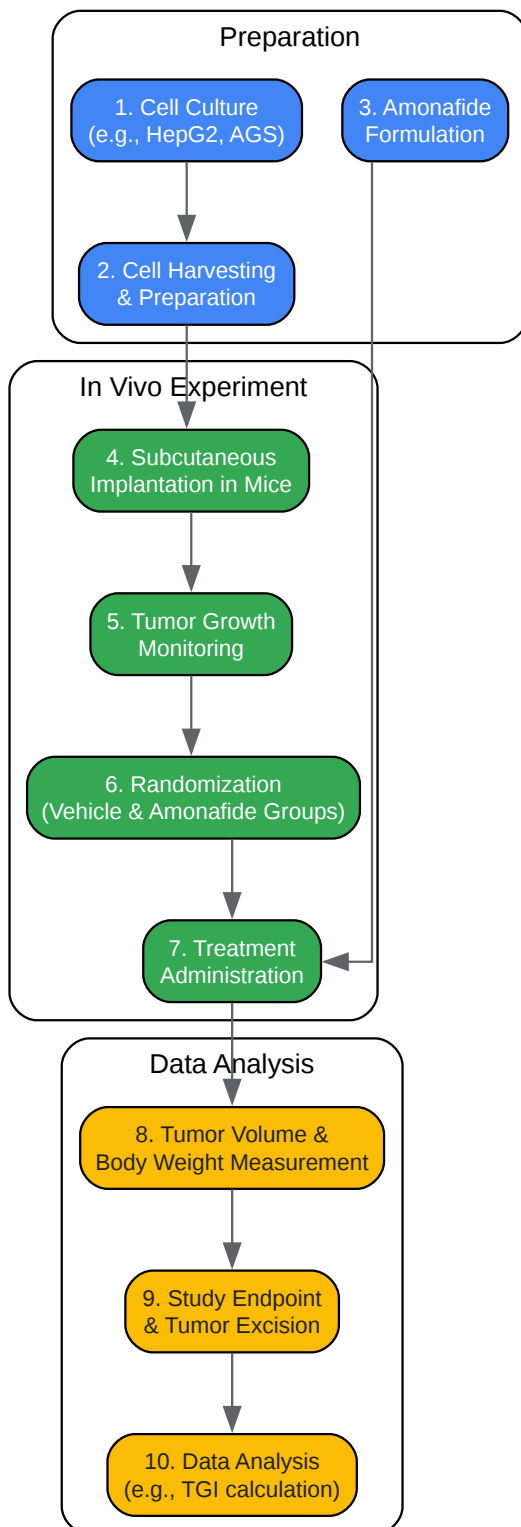 Preparation
1. Cell Culture
(e.g., HepG2, AGS)
3. Amonafide
Formulation
2. Cell Harvesting
& Preparation
In Vivo Experiment
4. Subcutaneous
Implantation in Mice
5. Tumor Growth
Monitoring
6. Randomization
(Vehicle & Amonafide Groups)
7. Treatment
Administration
Data Analysis
8. Tumor Volume &
Body Weight Measurement
9. Study Endpoint
& Tumor Excision
10. Data Analysis
(e.g., TGI calculation)